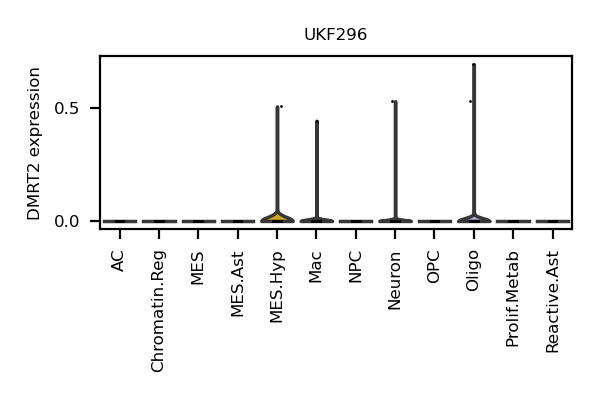 UKF296
DMRT2 expression
0.5
0.0
AC
Chromatin.Reg
MES
MES.Ast
MES.Hyp
Mac
NPC
Neuron
OPC
Oligo
Prolif.Metab
Reactive.Ast